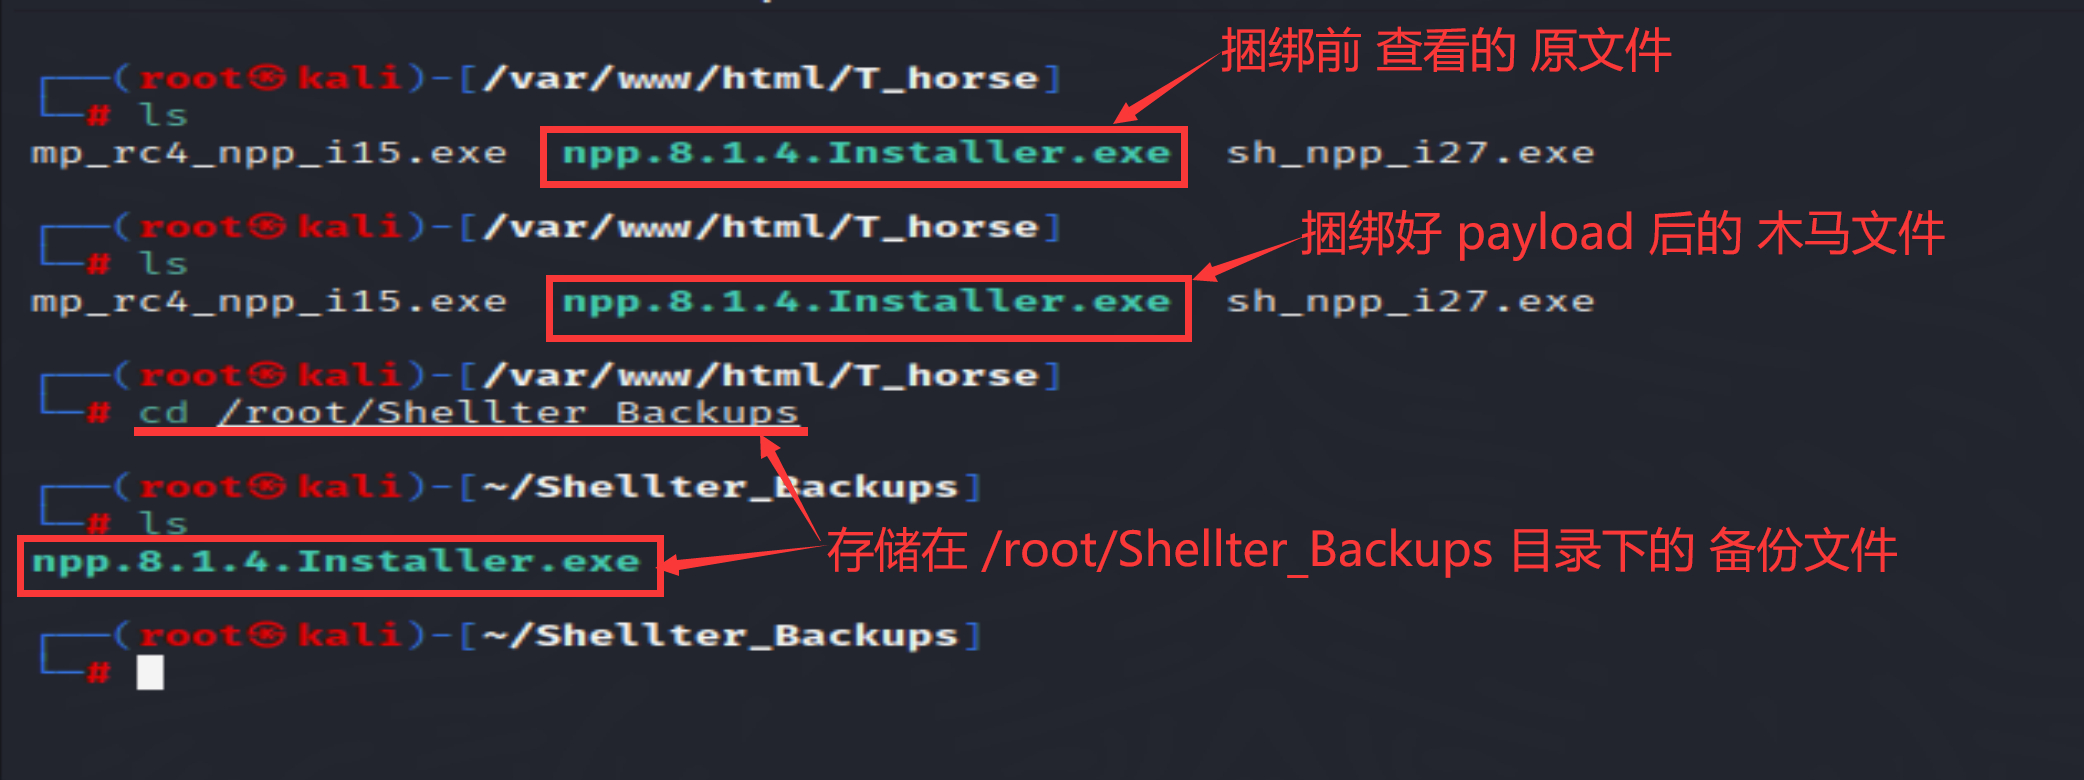 捆绑前 查看的 原文件
┌──(root㉿kali)-[/var/www/html/T_horse]
└─# ls
mp_rc4_npp_i15.exe npp.8.1.4.Installer.exe sh_npp_i27.exe
捆绑好 payload 后的 木马文件
┌──(root㉿kali)-[/var/www/html/T_horse]
└─# ls
mp_rc4_npp_i15.exe npp.8.1.4.Installer.exe sh_npp_i27.exe
┌──(root㉿kali)-[/var/www/html/T_horse]
└─# cd /root/Shellter_Backups
┌──(root㉿kali)-[~/Shellter_Backups]
└─# ls
npp.8.1.4.Installer.exe
存储在 /root/Shellter_Backups 目录下的 备份文件
┌──(root㉿kali)-[~/Shellter_Backups]
└─#